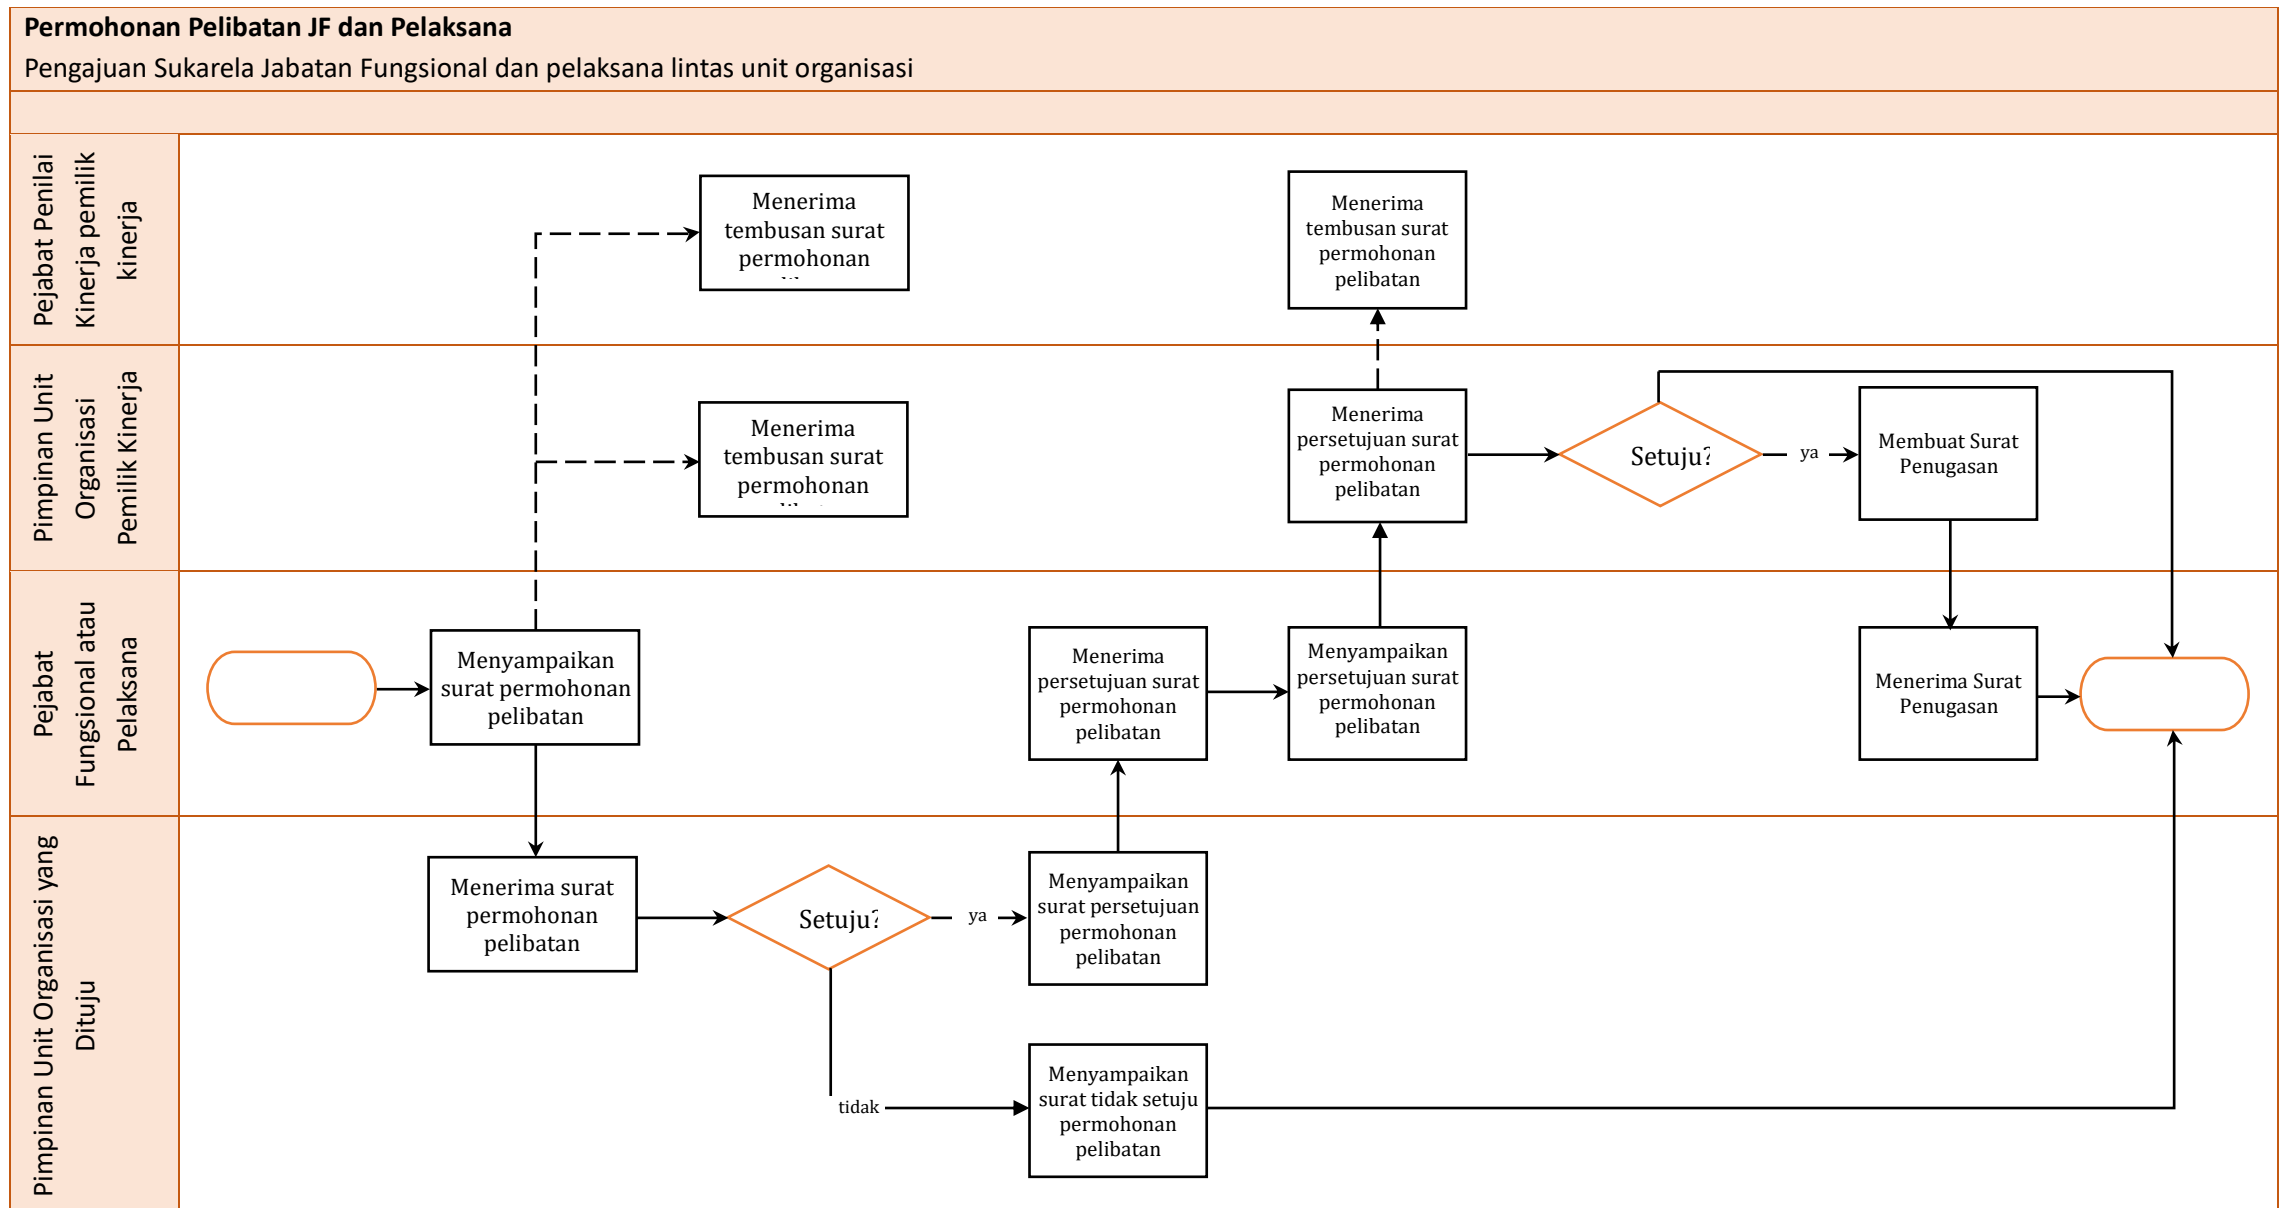 Permohonan Pelibatan JF dan Pelaksana
Pengajuan Sukarela Jabatan Fungsional dan pelaksana lintas unit organisasi
Pejabat Penilai
Kinerja pemilik
kinerja
Menerima
tembusan surat
permohonan
Menerima
tembusan surat
permohonan
pelibatan
Pimpinan Unit
Organisasi
Pemilik Kinerja
Menerima
tembusan surat
permohonan
Menerima
persetujuan surat
permohonan
pelibatan
Setuju?
ya
Membuat Surat
Penugasan
Pejabat
Fungsional atau
Pelaksana
Menyampaikan
surat permohonan
pelibatan
Menerima
persetujuan surat
permohonan
pelibatan
Menyampaikan
persetujuan surat
permohonan
pelibatan
Menerima Surat
Penugasan
Pimpinan Unit Organisasi yang
Dituju
Menerima surat
permohonan
pelibatan
Setuju?
ya
Menyampaikan
surat persetujuan
permohonan
pelibatan
tidak
Menyampaikan
surat tidak setuju
permohonan
pelibatan